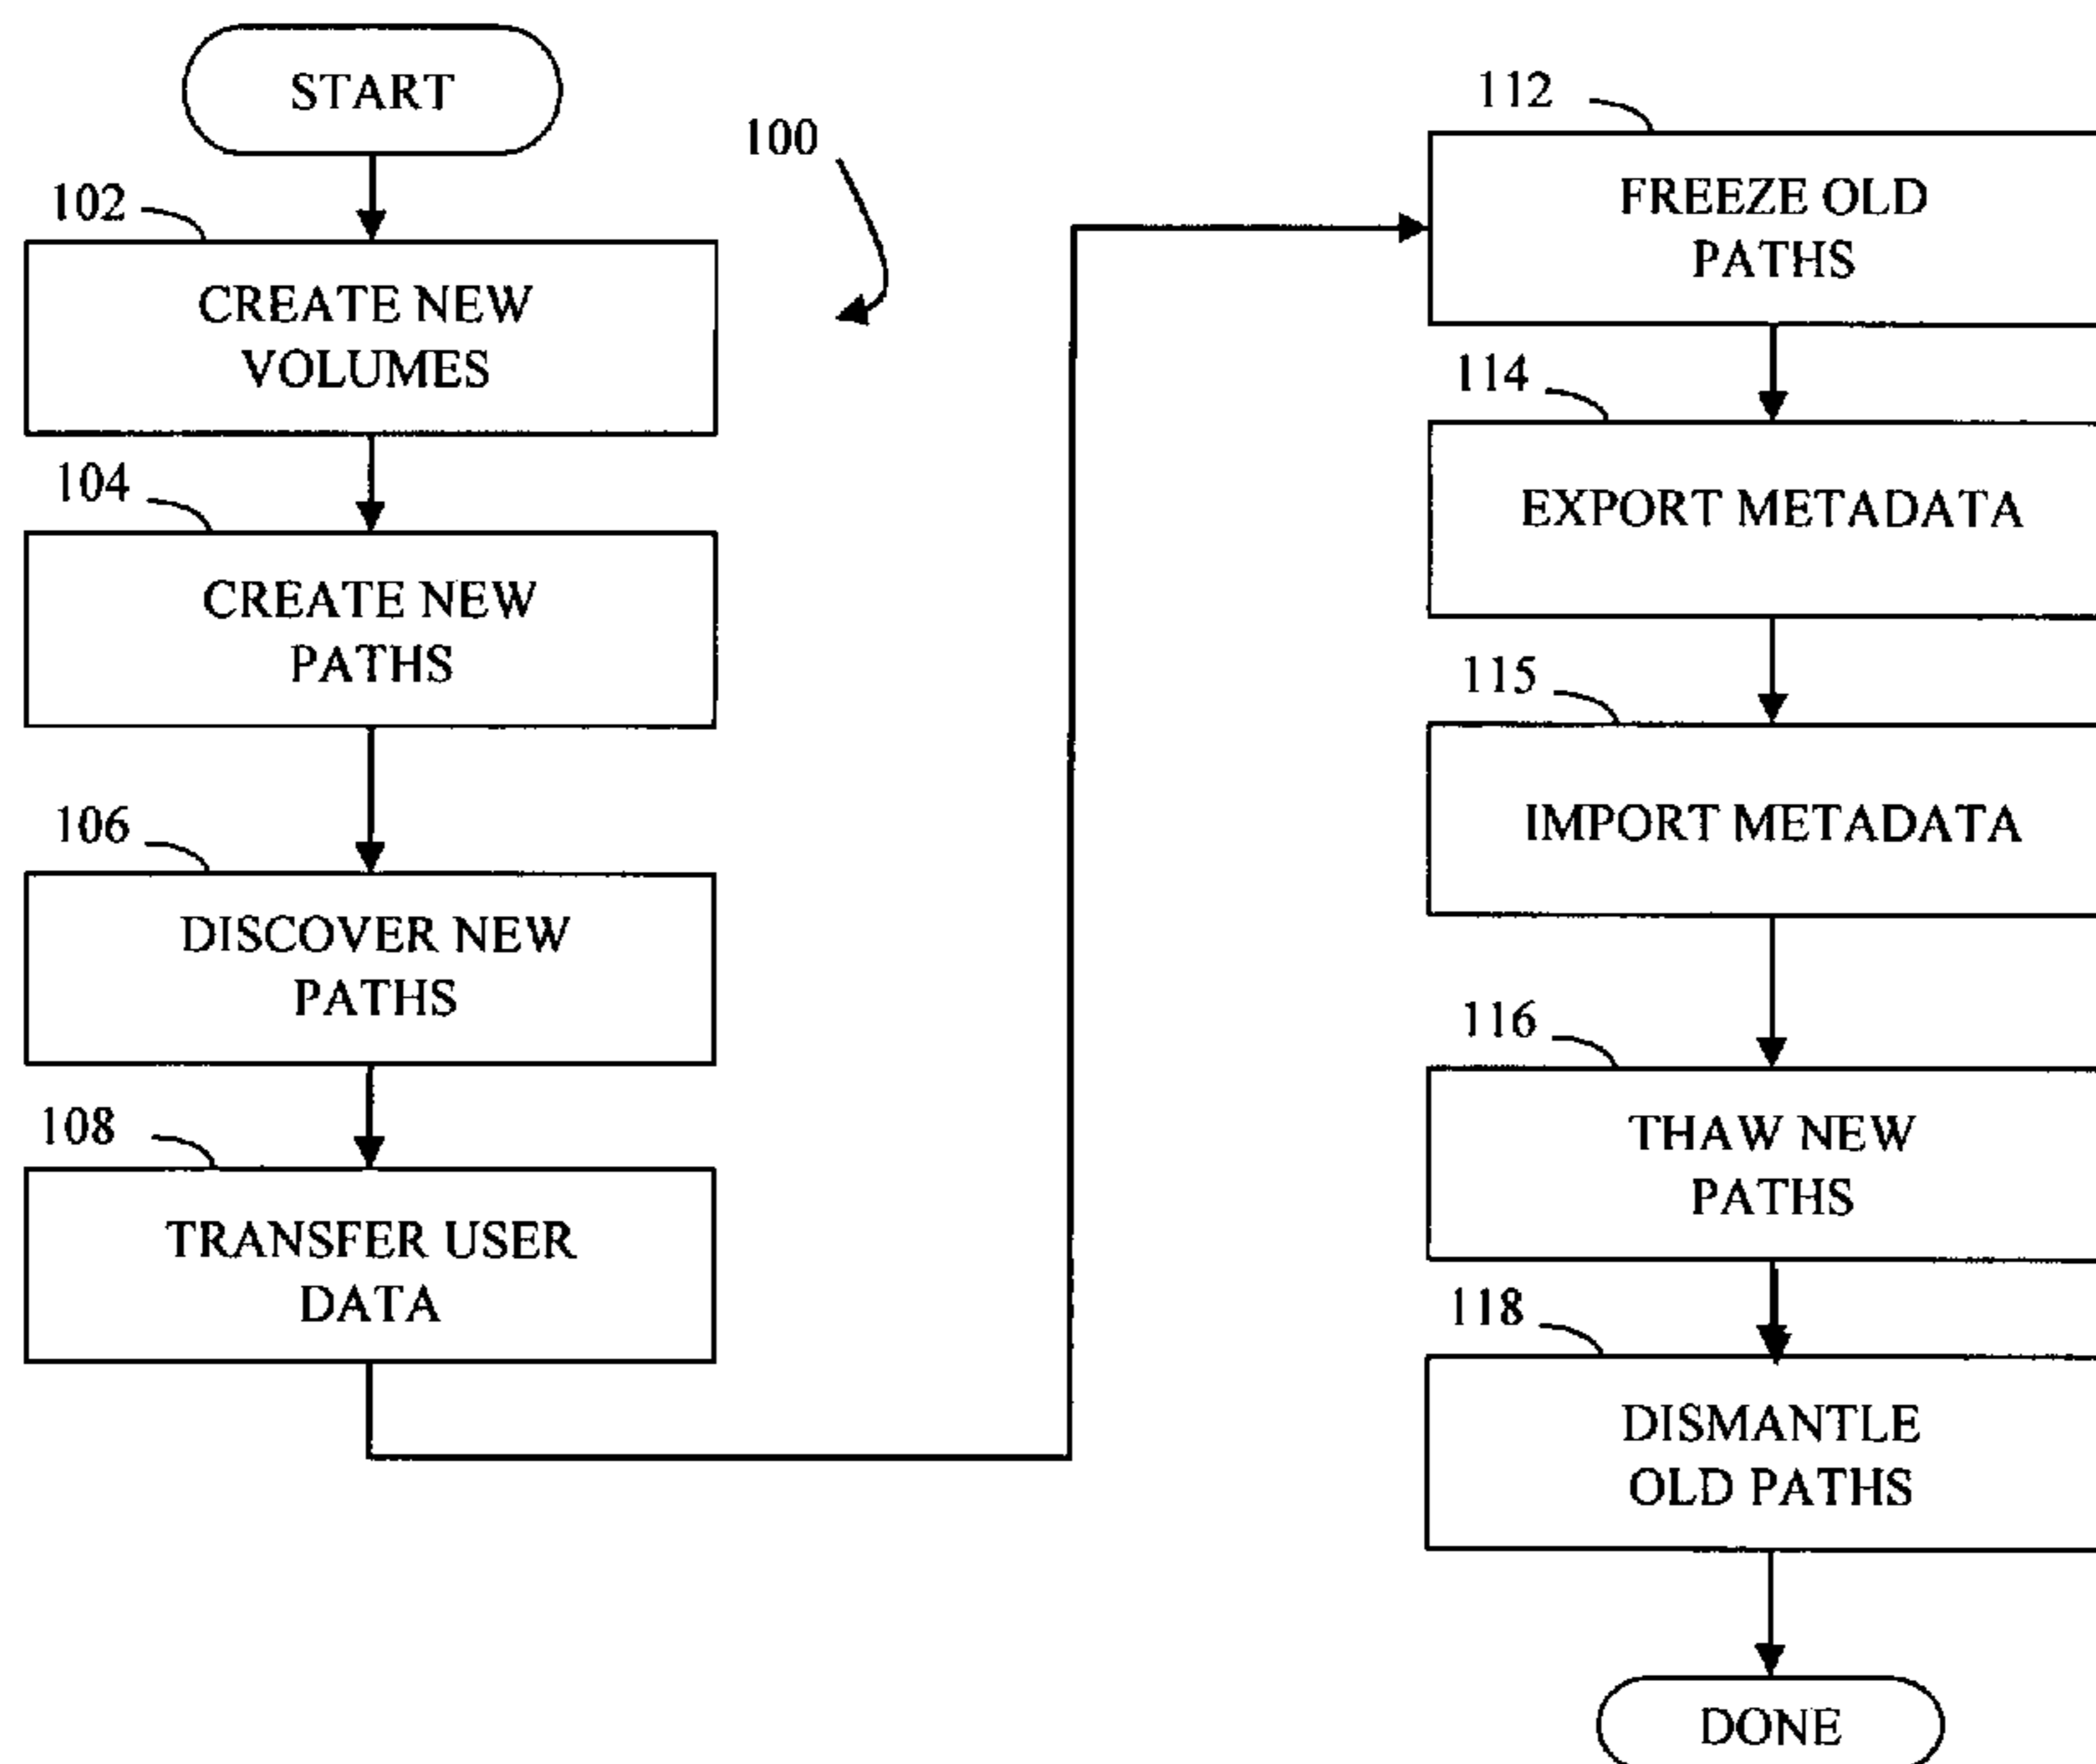 START
100
102
CREATE NEW
VOLUMES
104
CREATE NEW
PATHS
106
DISCOVER NEW
PATHS
108
TRANSFER USER
DATA
112
FREEZE OLD
PATHS
114
EXPORT METADATA
115
IMPORT METADATA
116
THAW NEW
PATHS
118
DISMANTLE
OLD PATHS
DONE